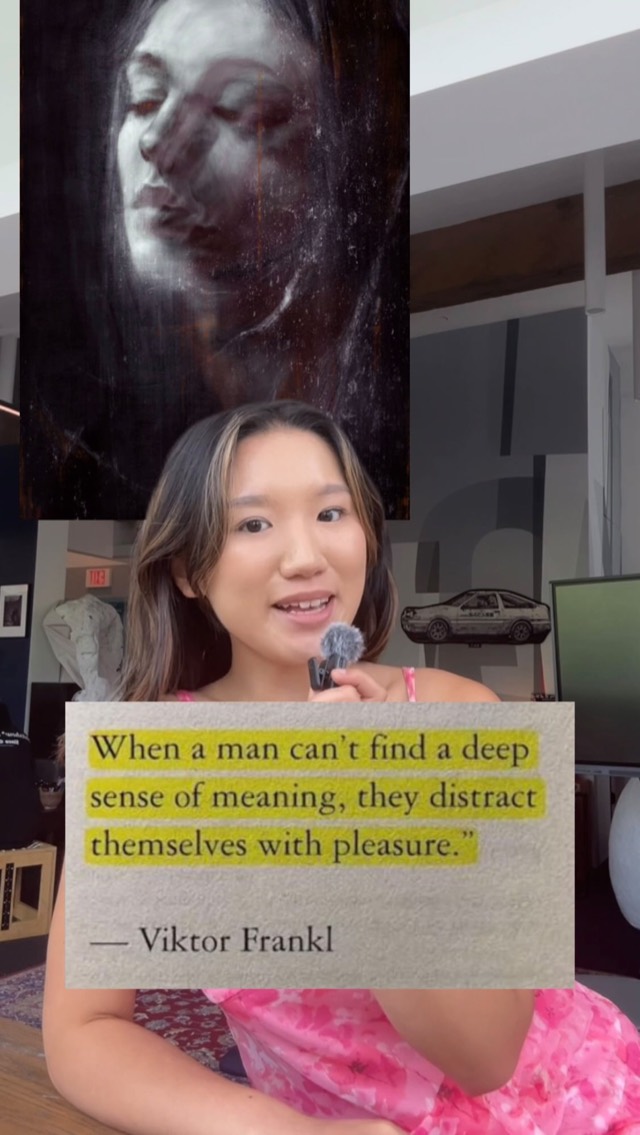 EXIT
When a man can't find a deep
sense of meaning, they distract
themselves with pleasure.”
— Viktor Frankl